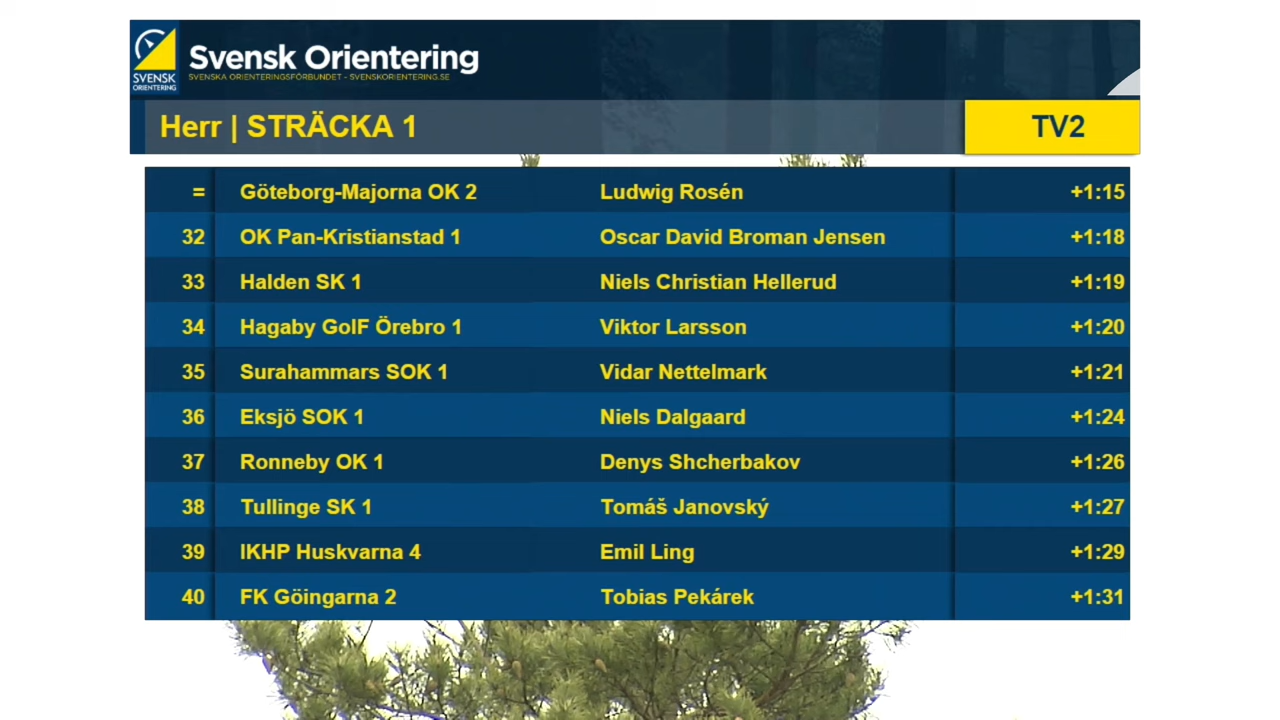 SVENSK
ORIENTERING
Svensk Orientering
SVENSKA ORIENTERINGSFÖRBUNDET - SVENSKORIENTERING.SE
Herr | STRÄCKA 1 TV2
= Göteborg-Majorna OK 2 Ludwig Rosén +1:15
32 OK Pan-Kristianstad 1 Oscar David Broman Jensen +1:18
33 Halden SK 1 Niels Christian Hellerud +1:19
34 Hagaby GoIF Örebro 1 Viktor Larsson +1:20
35 Surahammars SOK 1 Vidar Nettelmark +1:21
36 Eksjö SOK 1 Niels Dalgaard +1:24
37 Ronneby OK 1 Denys Shcherbakov +1:26
38 Tullinge SK 1 Tomáš Janovský +1:27
39 IKHP Huskvarna 4 Emil Ling +1:29
40 FK Göingarna 2 Tobias Pekárek +1:31